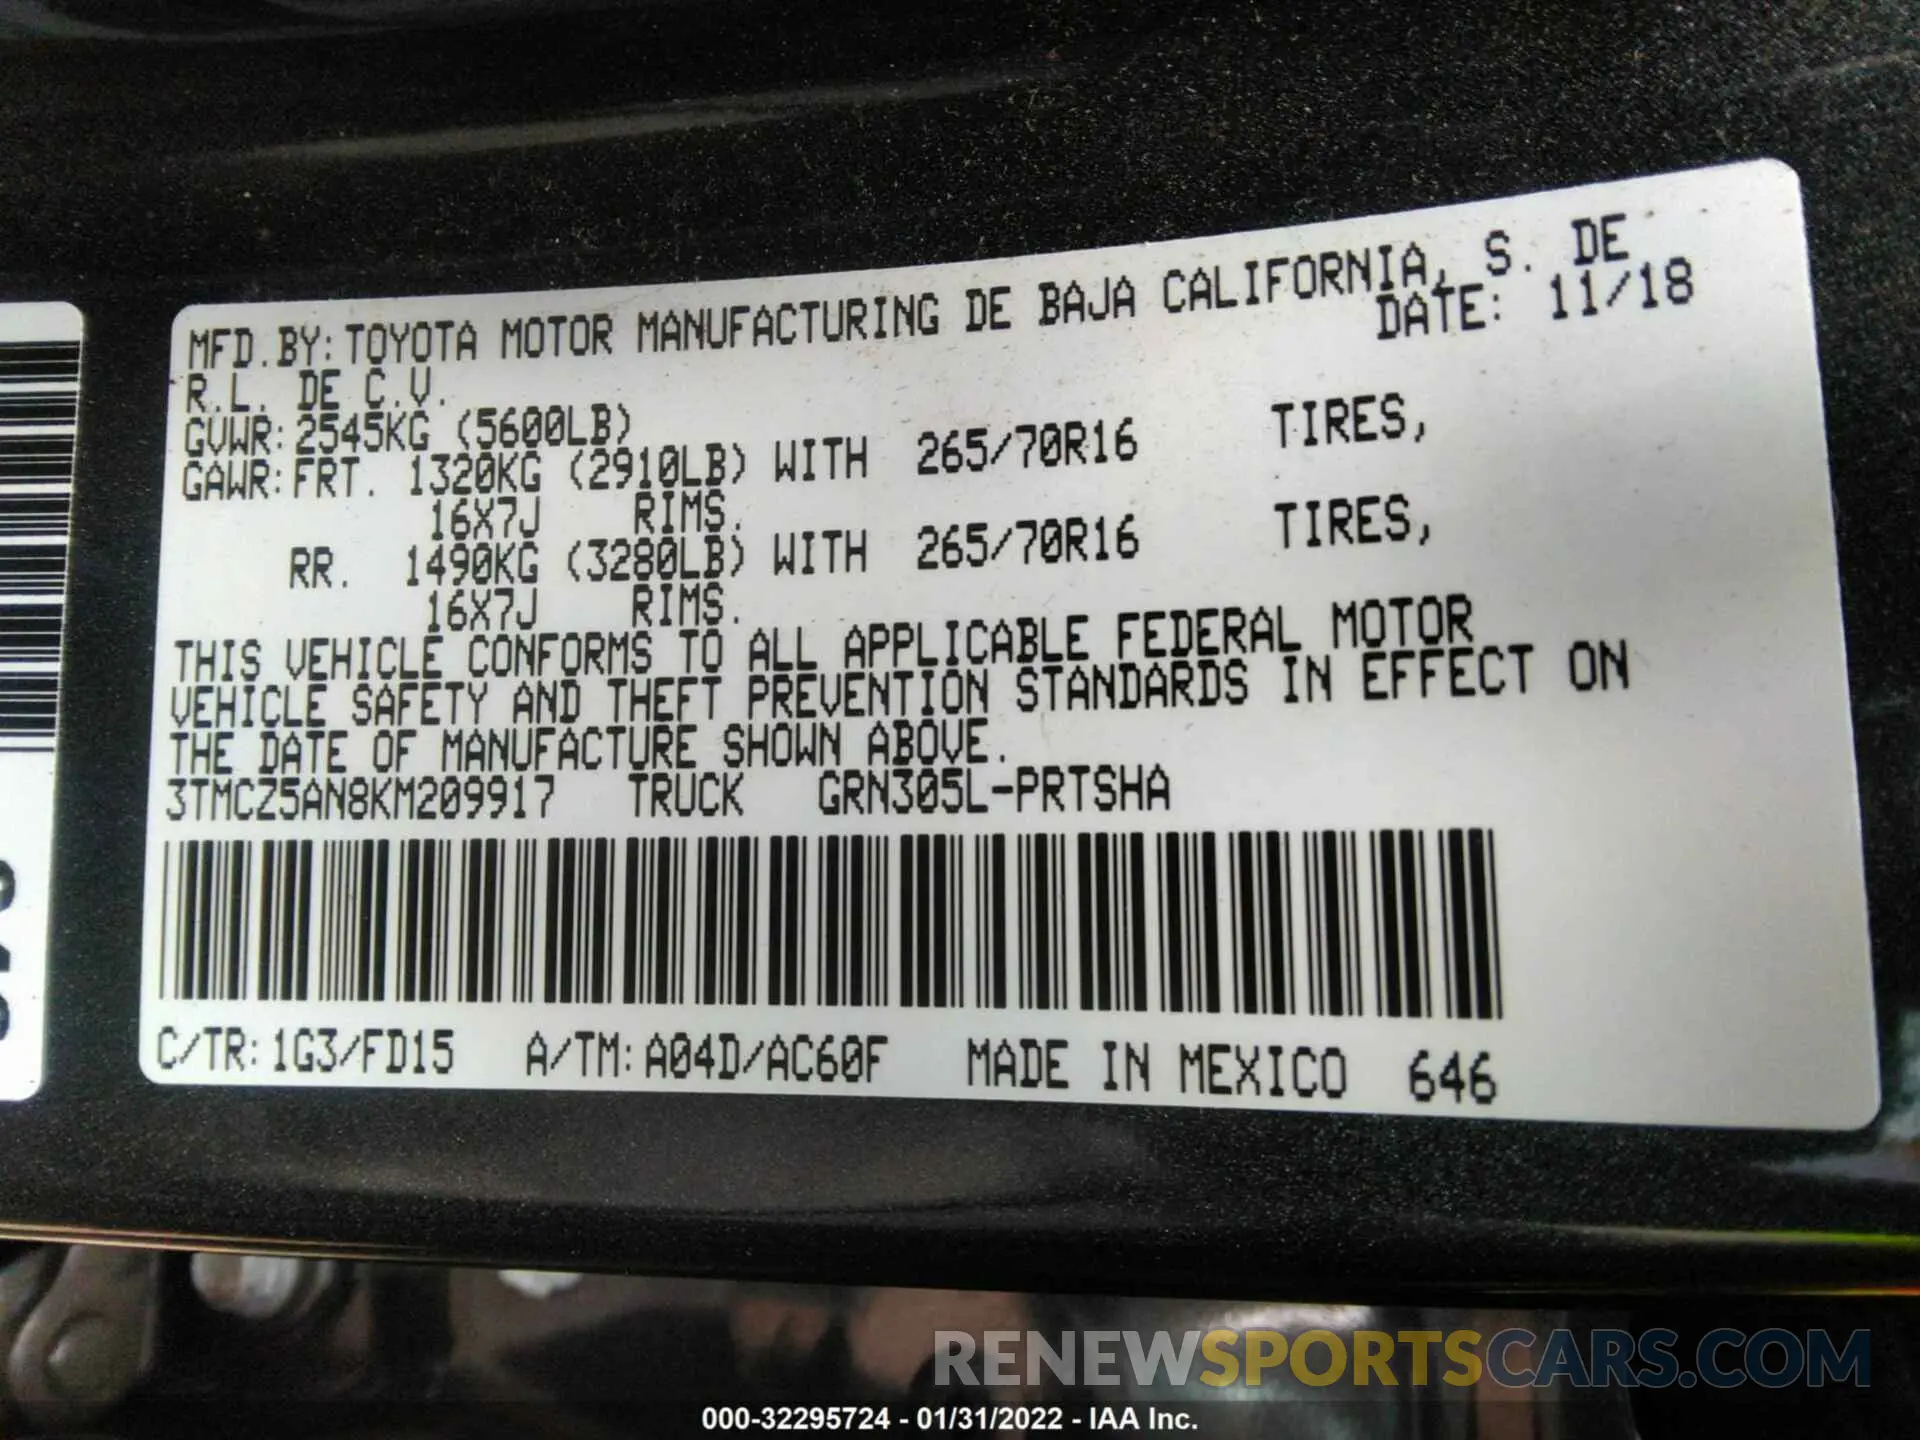 MFD.BY:TOYOTA MOTOR MANUFACTURING DE BAJA CALIFORNIA, S. DE
R.L. DE C.V. DATE: 11/18
GVWR:2545KG (5600LB)
GAWR:FRT. 1320KG (2910LB) WITH 265/70R16 TIRES,
16X7J RIMS.
RR. 1490KG (3280LB) WITH 265/70R16 TIRES,
16X7J RIMS.
THIS VEHICLE CONFORMS TO ALL APPLICABLE FEDERAL MOTOR
VEHICLE SAFETY AND THEFT PREVENTION STANDARDS IN EFFECT ON
THE DATE OF MANUFACTURE SHOWN ABOVE.
3TMCZ5AN8KM209917 TRUCK GRN305L-PRTSHA
C/TR:1G3/FD15 A/TM:A04D/AC60F MADE IN MEXICO 646
RENEWSPORTSCARS.COM
000-32295724 - 01/31/2022 - IAA Inc.